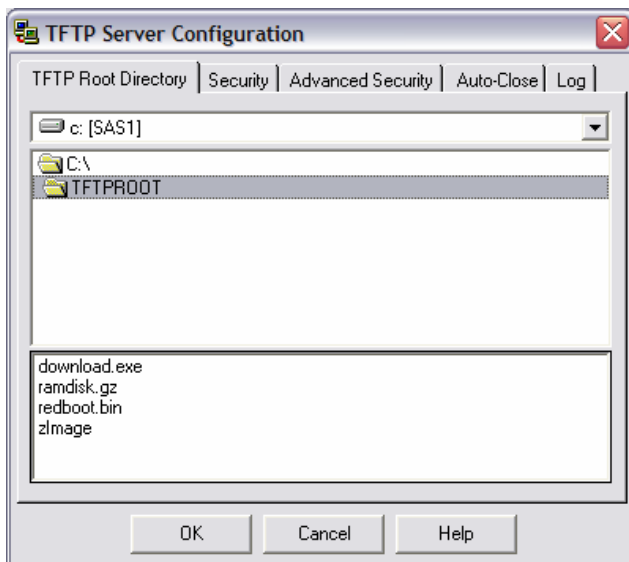 TFTP Server Configuration
TFTP Root Directory
Security
Advanced Security
Auto-Close
Log
c: [SAS1]
C:\
TFTPROOT
download.exe
ramdisk.gz
redboot.bin
zImage
OK
Cancel
Help